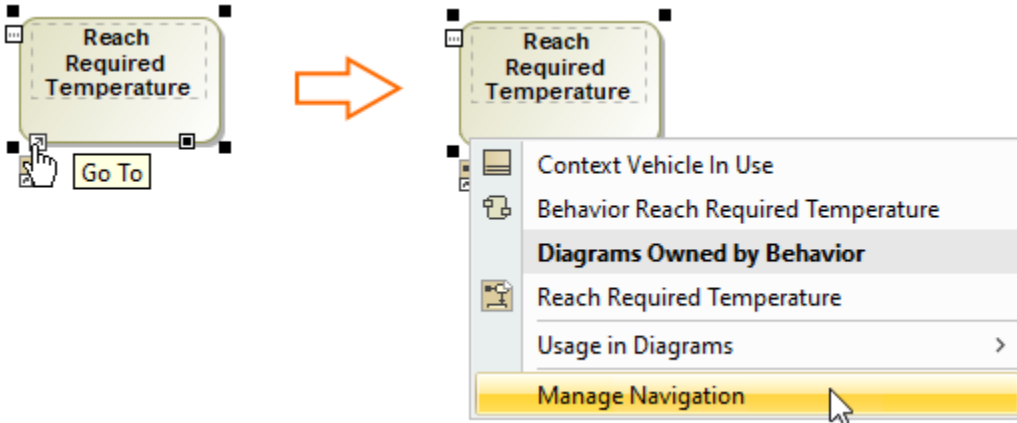 Reach
Required
Temperature
Go To
Reach
Required
Temperature
Context Vehicle In Use
Behavior Reach Required Temperature
Diagrams Owned by Behavior
Reach Required Temperature
Usage in Diagrams
Manage Navigation